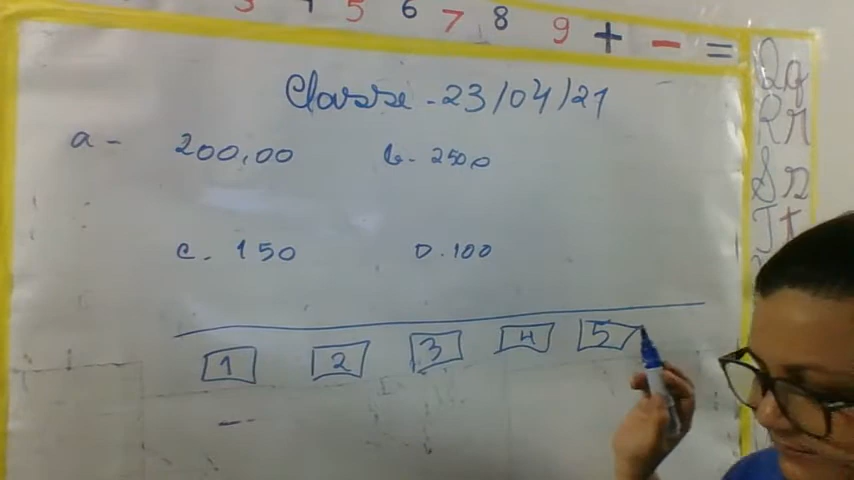 5 6 7 8 9 + - =
Classe - 23/04/21
a - 200,00 b - 250,0
c. 150 D. 100
1 2 3 4 5
Qq
Rr
Ss
Tt